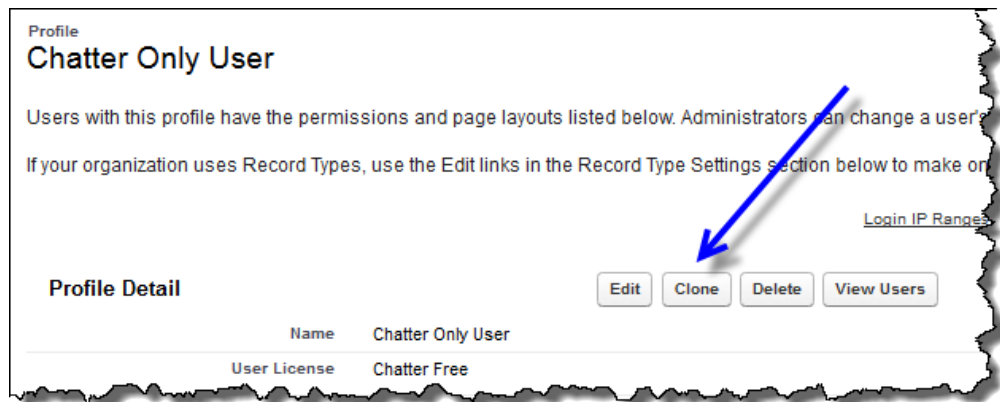 Profile
Chatter Only User
Users with this profile have the permissions and page layouts listed below. Administrators can change a user's
If your organization uses Record Types, use the Edit links in the Record Type Settings section below to make on
Login IP Ranges
Profile Detail Edit Clone Delete View Users
Name Chatter Only User
User License Chatter Free